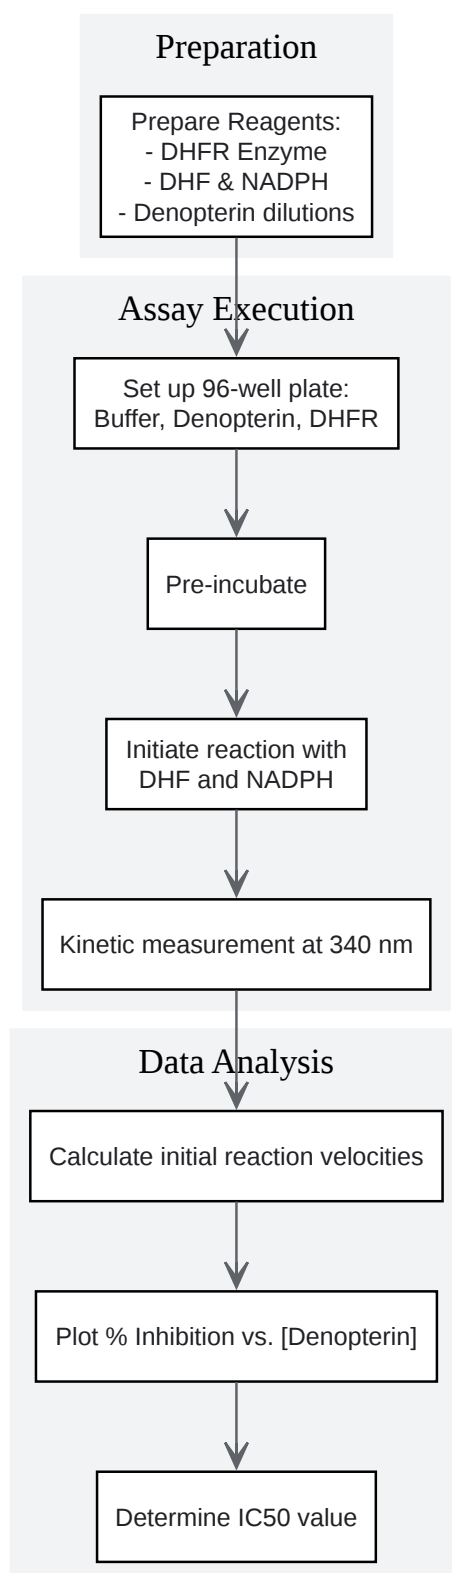 Preparation
Prepare Reagents:
- DHFR Enzyme
- DHF & NADPH
- Denopterin dilutions
Assay Execution
Set up 96-well plate:
Buffer, Denopterin, DHFR
Pre-incubate
Initiate reaction with
DHF and NADPH
Kinetic measurement at 340 nm
Data Analysis
Calculate initial reaction velocities
Plot % Inhibition vs. [Denopterin]
Determine IC50 value